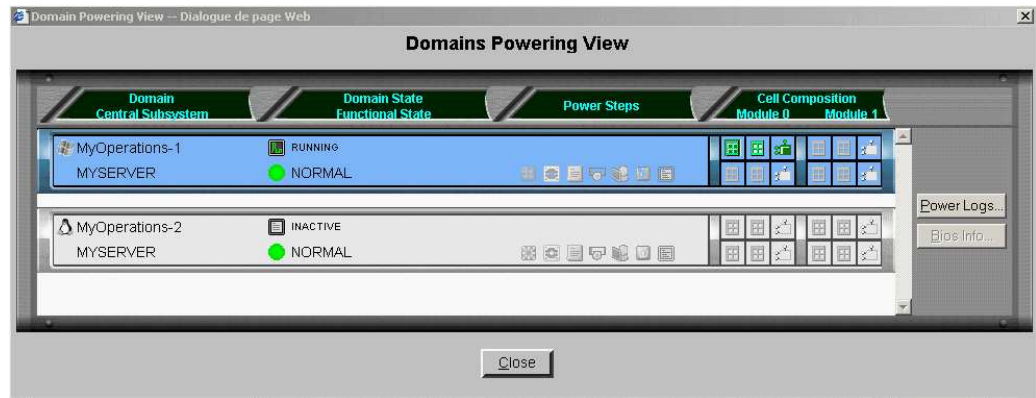 Domain Powering View -- Dialogue de page Web
Domains Powering View
Domain
Central Subsystem
Domain State
Functional State
Power Steps
Cell Composition
Module 0 Module 1
MyOperations-1 RUNNING
MYSERVER NORMAL
MyOperations-2 INACTIVE
MYSERVER NORMAL
Power Logs...
Bios Info...
Close